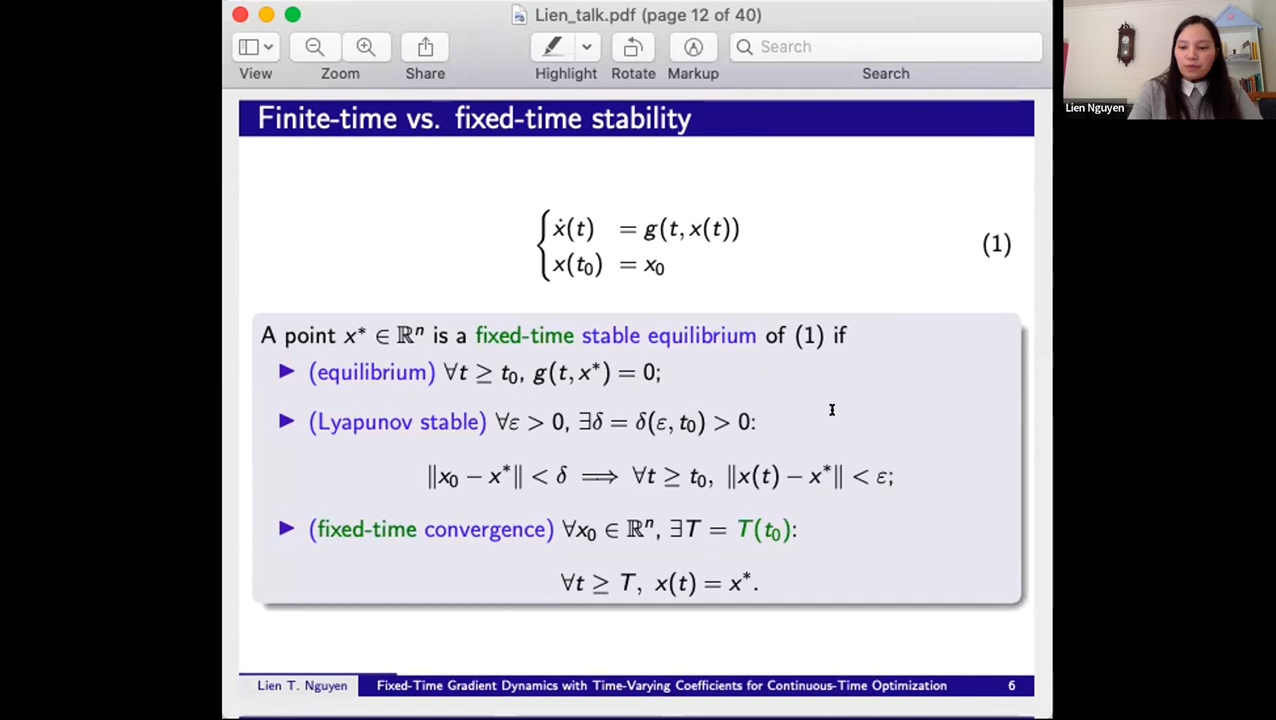 Lien_talk.pdf (page 12 of 40)
Search
View
Zoom
Share
Highlight
Rotate
Markup
Search
Lien Nguyen
Finite-time vs. fixed-time stability
ẋ(t) = g(t, x(t))
x(t₀) = x₀
(1)
A point x* ∈ ℝⁿ is a fixed-time stable equilibrium of (1) if
▶ (equilibrium) ∀t ≥ t₀, g(t, x*) = 0;
▶ (Lyapunov stable) ∀ε > 0, ∃δ = δ(ε, t₀) > 0:
‖x₀ − x*‖ < δ ⟹ ∀t ≥ t₀, ‖x(t) − x*‖ < ε;
▶ (fixed-time convergence) ∀x₀ ∈ ℝⁿ, ∃T = T(t₀):
∀t ≥ T, x(t) = x*.
Lien T. Nguyen
Fixed-Time Gradient Dynamics with Time-Varying Coefficients for Continuous-Time Optimization
6